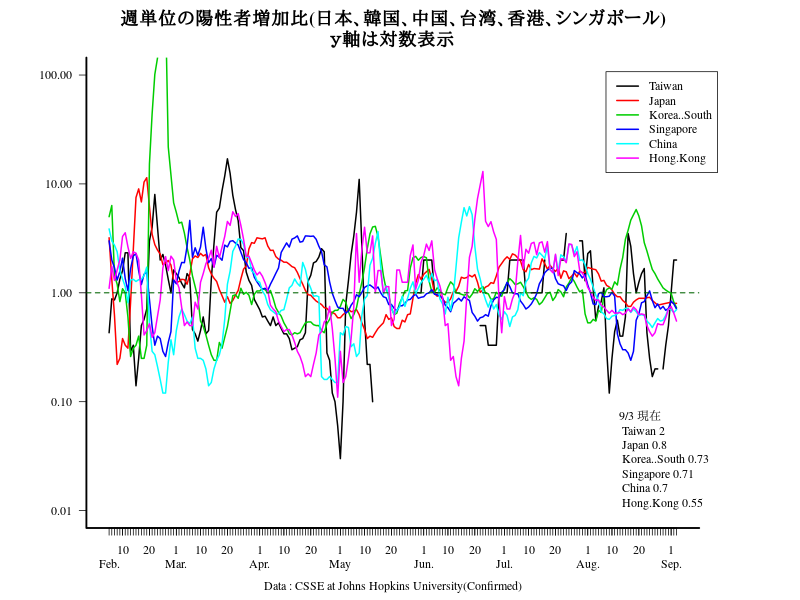 週単位の陽性者増加比(日本、韓国、中国、台湾、香港、シンガポール)
y軸は対数表示
100.00
10.00
1.00
0.10
0.01
Taiwan
Japan
Korea..South
Singapore
China
Hong.Kong
9/3 現在
Taiwan 2
Japan 0.8
Korea..South 0.73
Singapore 0.71
China 0.7
Hong.Kong 0.55
10 20 1 10 20 1 10 20 1 10 20 1 10 20 1 10 20 1 10 20 1
Feb. Mar. Apr. May Jun. Jul. Aug. Sep.
Data : CSSE at Johns Hopkins University(Confirmed)